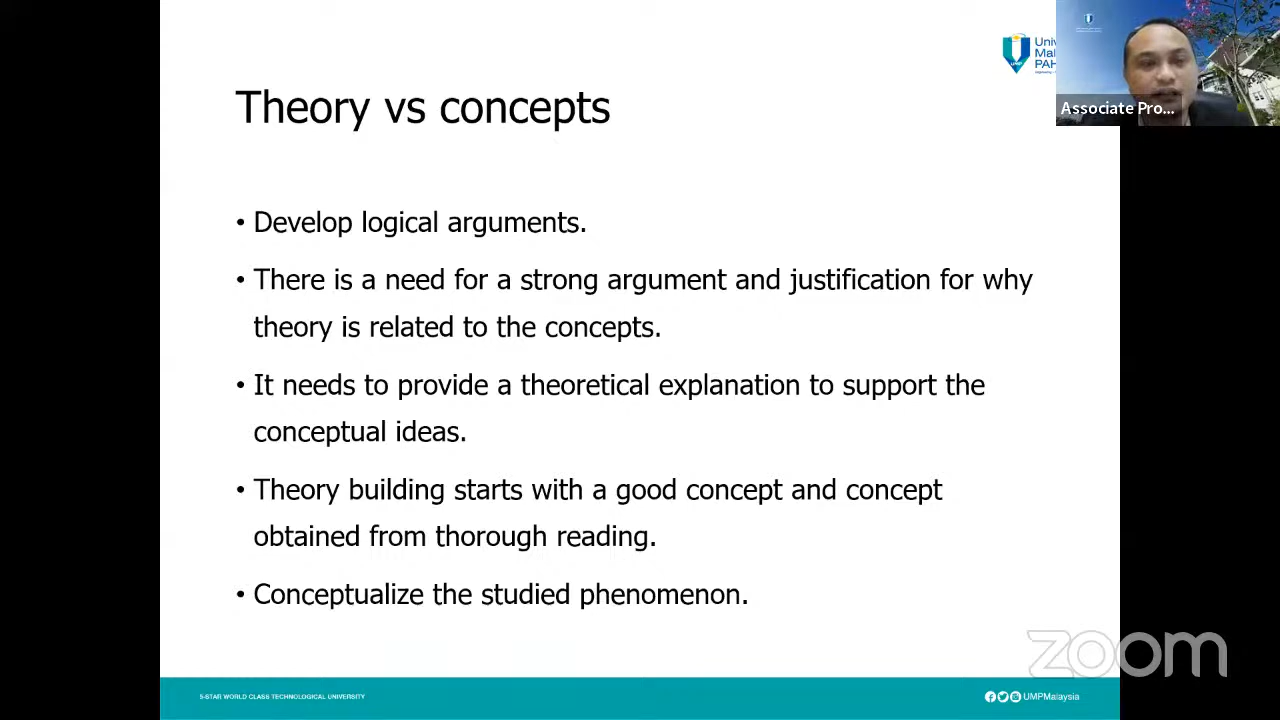 Theory vs concepts
• Develop logical arguments.
• There is a need for a strong argument and justification for why
theory is related to the concepts.
• It needs to provide a theoretical explanation to support the
conceptual ideas.
• Theory building starts with a good concept and concept
obtained from thorough reading.
• Conceptualize the studied phenomenon.
Associate Pro...
zoom
5-STAR WORLD CLASS TECHNOLOGICAL UNIVERSITY
UMPMalaysia